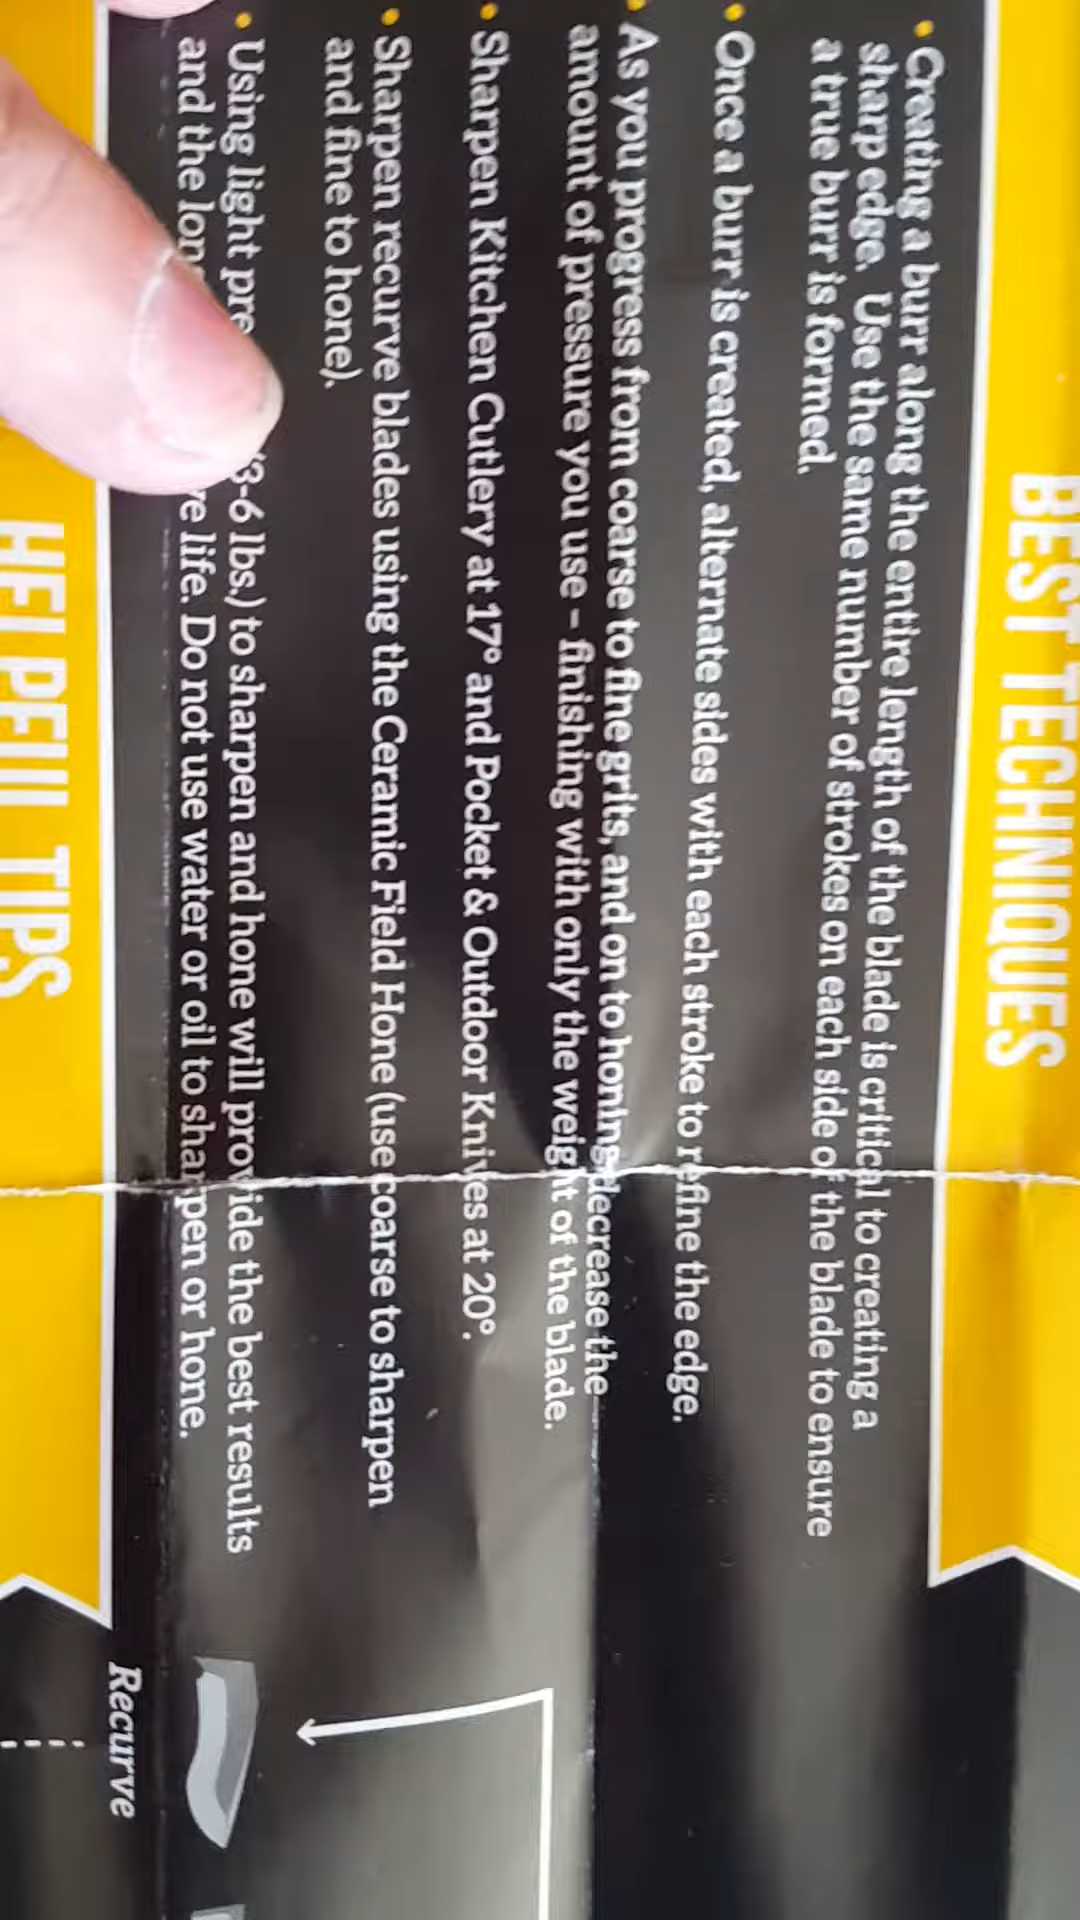 BEST TECHNIQUES
• Creating a burr along the entire length of the blade is critical to creating a
sharp edge. Use the same number of strokes on each side of the blade to ensure
a true burr is formed.
• Once a burr is created, alternate sides with each stroke to refine the edge.
• As you progress from coarse to fine grits, and on to honing decrease the
amount of pressure you use – finishing with only the weight of the blade.
• Sharpen Kitchen Cutlery at 17° and Pocket & Outdoor Knives at 20°.
• Sharpen recurve blades using the Ceramic Field Hone (use coarse to sharpen
and fine to hone).
• Using light (3-6 lbs.) to sharpen and hone will provide the best results
and the life. Do not use water or oil to sharpen or hone.
Recurve
HELPFUL TIPS